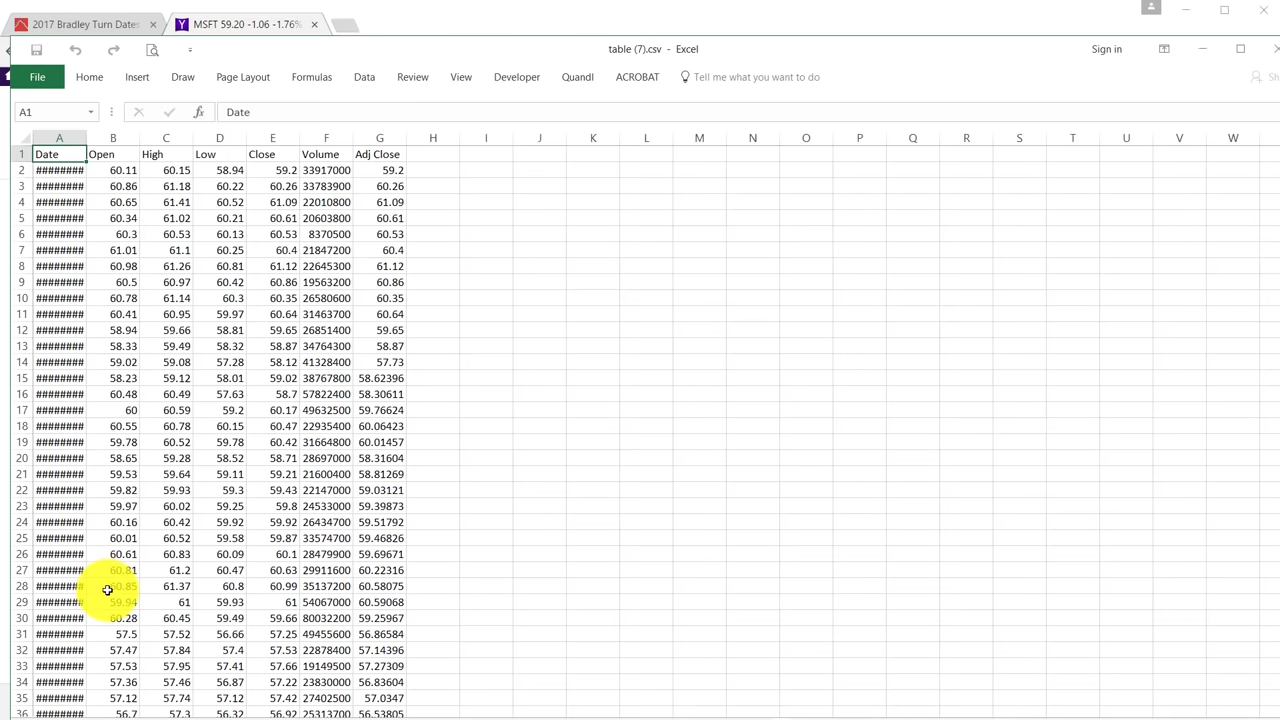 2017 Bradley Turn Dates × MSFT 59.20 -1.06 -1.76% ×
table (7).csv - Excel Sign in
File Home Insert Draw Page Layout Formulas Data Review View Developer Quandl ACROBAT Tell me what you want to do
A1 fx Date
A B C D E F G H I J K L M N O P Q R S T U V W
1 Date Open High Low Close Volume Adj Close
2 ######## 60.11 60.15 58.94 59.2 33917000 59.2
3 ######## 60.86 61.18 60.22 60.26 33783900 60.26
4 ######## 60.65 61.41 60.52 61.09 22010800 61.09
5 ######## 60.34 61.02 60.21 60.61 20603800 60.61
6 ######## 60.3 60.53 60.13 60.53 8370500 60.53
7 ######## 61.01 61.1 60.25 60.4 21847200 60.4
8 ######## 60.98 61.26 60.81 61.12 22645300 61.12
9 ######## 60.5 60.97 60.42 60.86 19563200 60.86
10 ######## 60.78 61.14 60.3 60.35 26580600 60.35
11 ######## 60.41 60.95 59.97 60.64 31463700 60.64
12 ######## 58.94 59.66 58.81 59.65 26851400 59.65
13 ######## 58.33 59.49 58.32 58.87 34764300 58.87
14 ######## 59.02 59.08 57.28 58.12 41328400 57.73
15 ######## 58.23 59.12 58.01 59.02 38767800 58.62396
16 ######## 60.48 60.49 57.63 58.7 57822400 58.30611
17 ######## 60 60.59 59.2 60.17 49632500 59.76624
18 ######## 60.55 60.78 60.15 60.47 22935400 60.06423
19 ######## 59.78 60.52 59.78 60.42 31664800 60.01457
20 ######## 58.65 59.28 58.52 58.71 28697000 58.31604
21 ######## 59.53 59.64 59.11 59.21 21600400 58.81269
22 ######## 59.82 59.93 59.3 59.43 22147000 59.03121
23 ######## 59.97 60.02 59.25 59.8 24533000 59.39873
24 ######## 60.16 60.42 59.92 59.92 26434700 59.51792
25 ######## 60.01 60.52 59.58 59.87 33574700 59.46826
26 ######## 60.61 60.83 60.09 60.1 28479900 59.69671
27 ######## 60.81 61.2 60.47 60.63 29911600 60.22316
28 ######## 60.85 61.37 60.8 60.99 35137200 60.58075
29 ######## 59.94 61 59.93 61 54067000 60.59068
30 ######## 60.28 60.45 59.49 59.66 80032200 59.25967
31 ######## 57.5 57.52 56.66 57.25 49455600 56.86584
32 ######## 57.47 57.84 57.4 57.53 22878400 57.14396
33 ######## 57.53 57.95 57.41 57.66 19149500 57.27309
34 ######## 57.36 57.46 56.87 57.22 23830000 56.83604
35 ######## 57.12 57.74 57.12 57.42 27402500 57.0347
36 ######## 56.7 57.3 56.32 56.92 25313700 56.53805